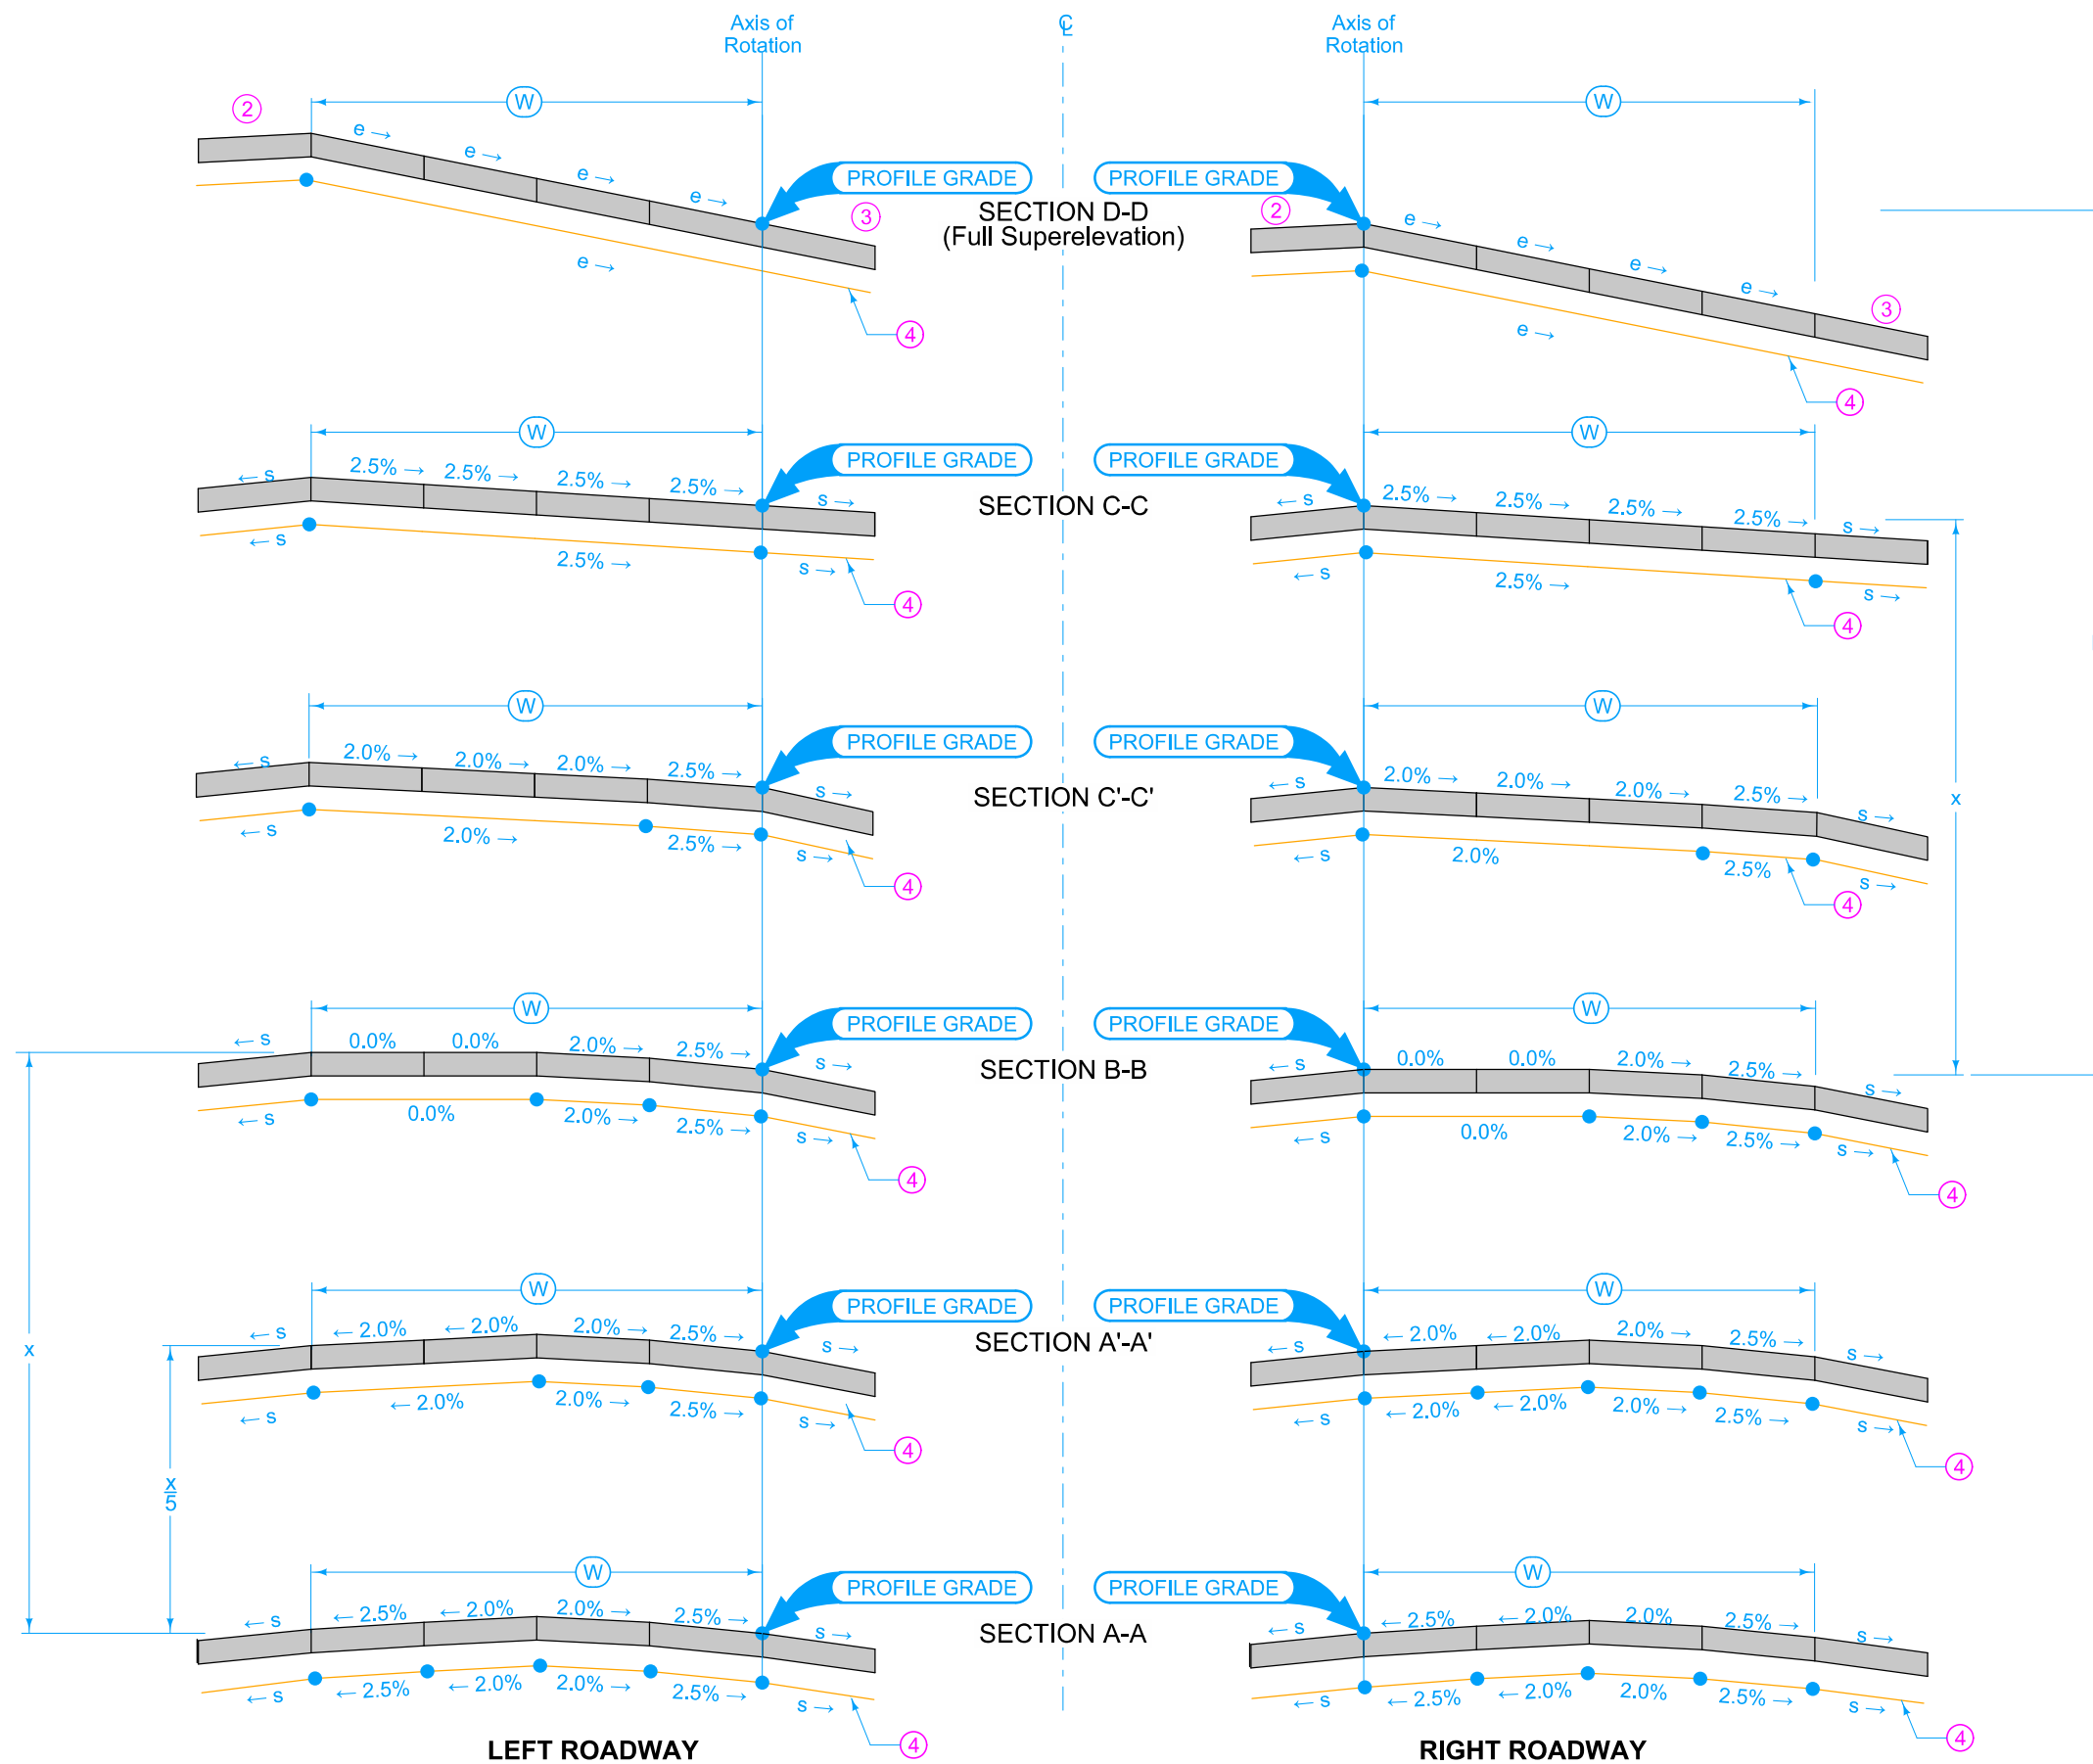 Axis of
Rotation
℄
Axis of
Rotation
② W W
e → e → e → e →
PROFILE GRADE PROFILE GRADE
③ SECTION D-D ②
(Full Superelevation)
e → e → e → e →
③
e → e →
④ ④
W W
PROFILE GRADE PROFILE GRADE
← s 2.5% → 2.5% → 2.5% → 2.5% → s →
SECTION C-C
← s 2.5% → 2.5% → 2.5% → 2.5% → s →
← s 2.5% → s → ← s 2.5% → s →
④ ④
W W
PROFILE GRADE PROFILE GRADE
← s 2.0% → 2.0% → 2.0% → 2.5% → s →
SECTION C'-C'
← s 2.0% → 2.0% → 2.0% → 2.5% → s →
x
← s 2.0% → 2.5% → s → ← s 2.0% 2.5% → s →
④ ④
W W
PROFILE GRADE PROFILE GRADE
← s 0.0% 0.0% 2.0% → 2.5% → s →
SECTION B-B
← s 0.0% 0.0% 2.0% → 2.5% → s →
← s 0.0% 2.0% → 2.5% → s → ← s 0.0% 2.0% → 2.5% → s →
④ ④
W W
PROFILE GRADE PROFILE GRADE
← s ← 2.0% ← 2.0% 2.0% → 2.5% → s →
SECTION A'-A'
← s ← 2.0% ← 2.0% 2.0% → 2.5% → s →
x
← s ← 2.0% 2.0% → 2.5% → s → ← s ← 2.0% ← 2.0% 2.0% → 2.5% → s →
④ ④
x
5
W W
PROFILE GRADE PROFILE GRADE
← s ← 2.5% ← 2.0% 2.0% → 2.5% → s →
SECTION A-A
← s ← 2.5% ← 2.0% 2.0% 2.5% → s →
← s ← 2.5% ← 2.0% 2.0% → 2.5% → s → ← s ← 2.5% ← 2.0% 2.0% 2.5% → s →
④ ④
LEFT ROADWAY RIGHT ROADWAY